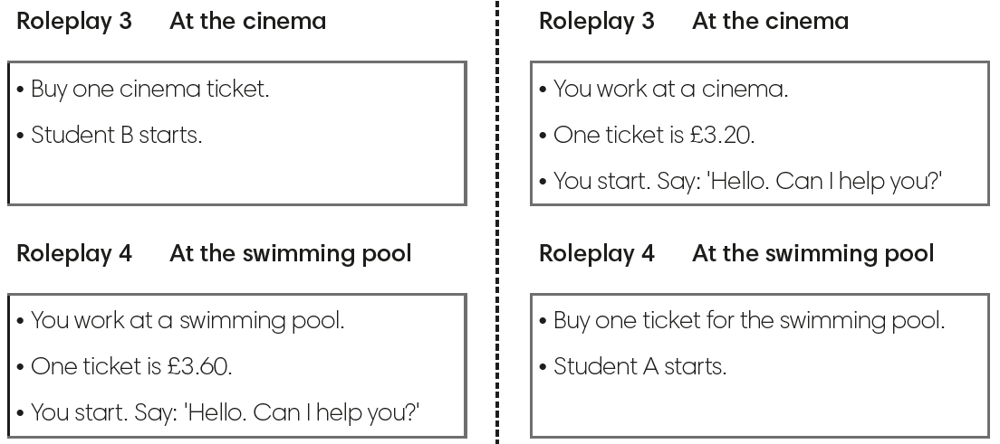 Roleplay 3 At the cinema
• Buy one cinema ticket.
• Student B starts.
Roleplay 4 At the swimming pool
• You work at a swimming pool.
• One ticket is £3.60.
• You start. Say: 'Hello. Can I help you?'
Roleplay 3 At the cinema
• You work at a cinema.
• One ticket is £3.20.
• You start. Say: 'Hello. Can I help you?'
Roleplay 4 At the swimming pool
• Buy one ticket for the swimming pool.
• Student A starts.